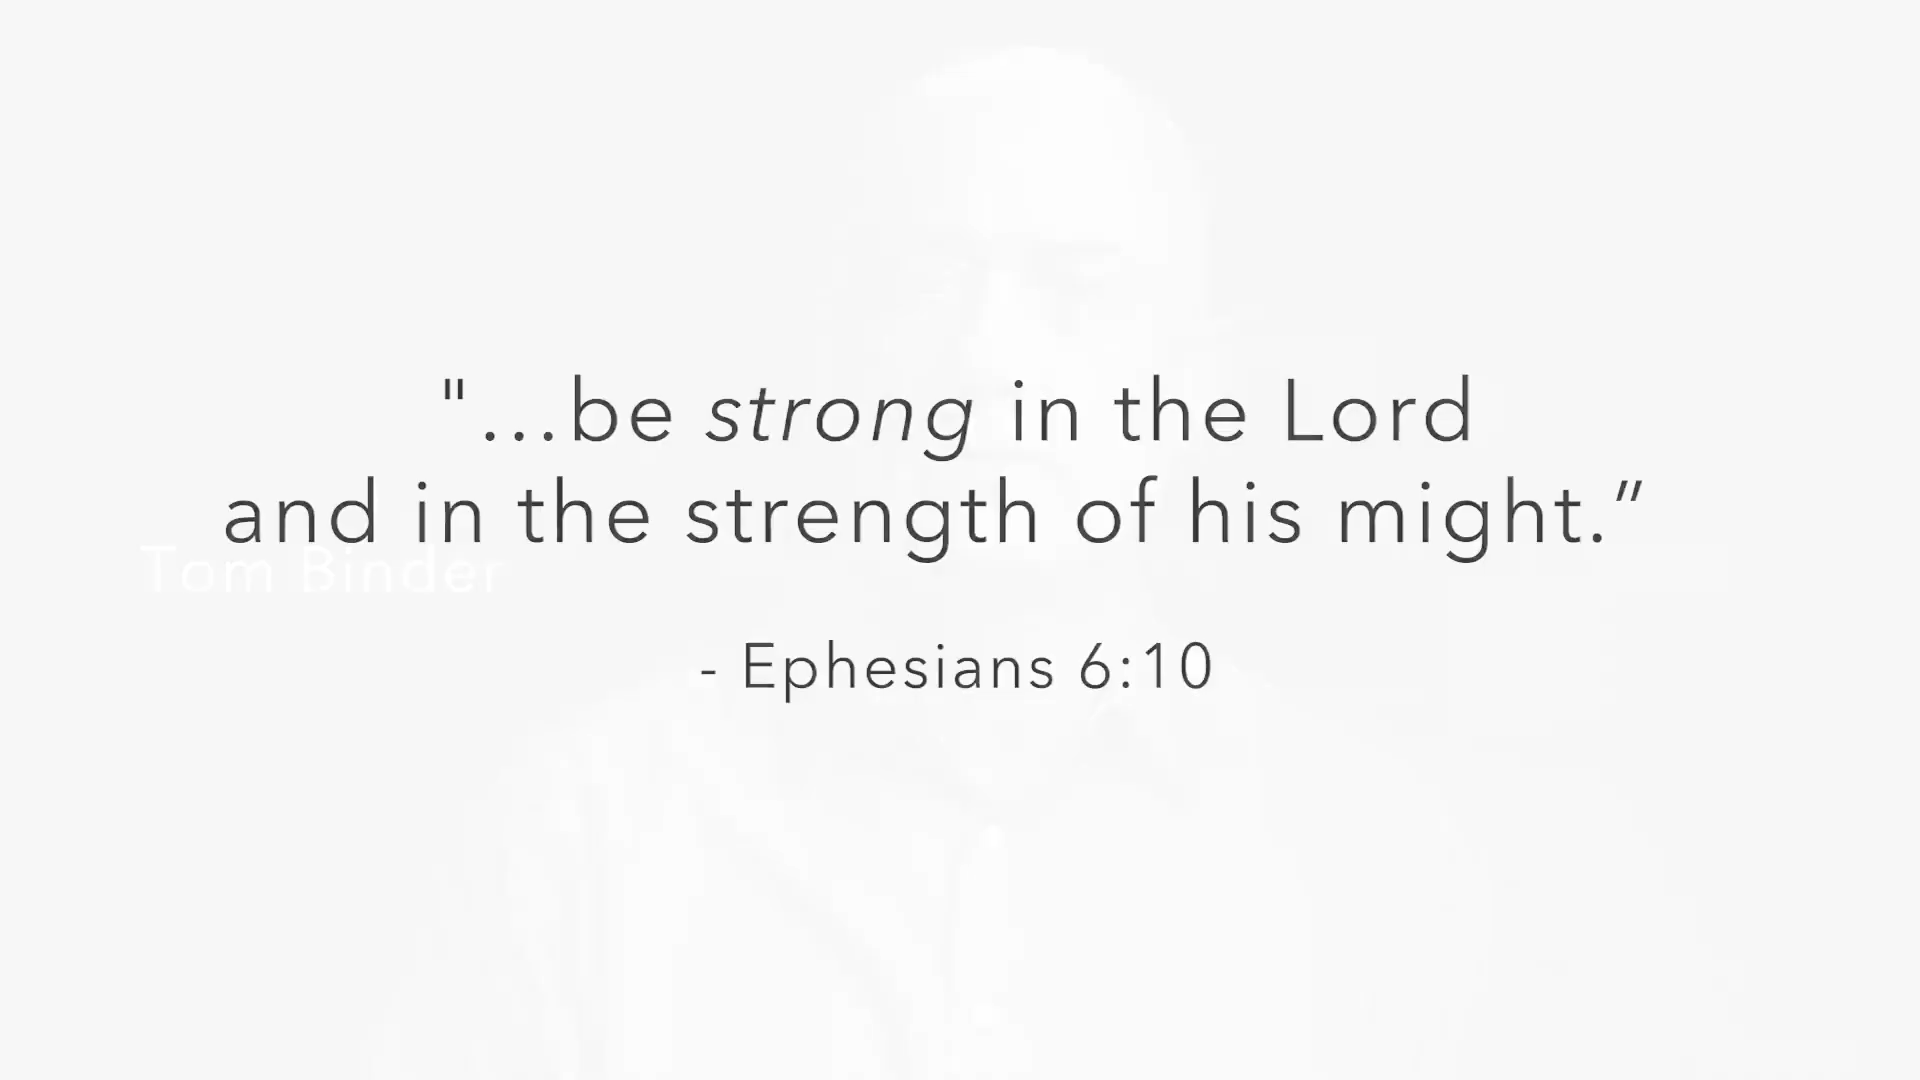 "...be strong in the Lord
and in the strength of his might.”
Tom Binder
- Ephesians 6:10